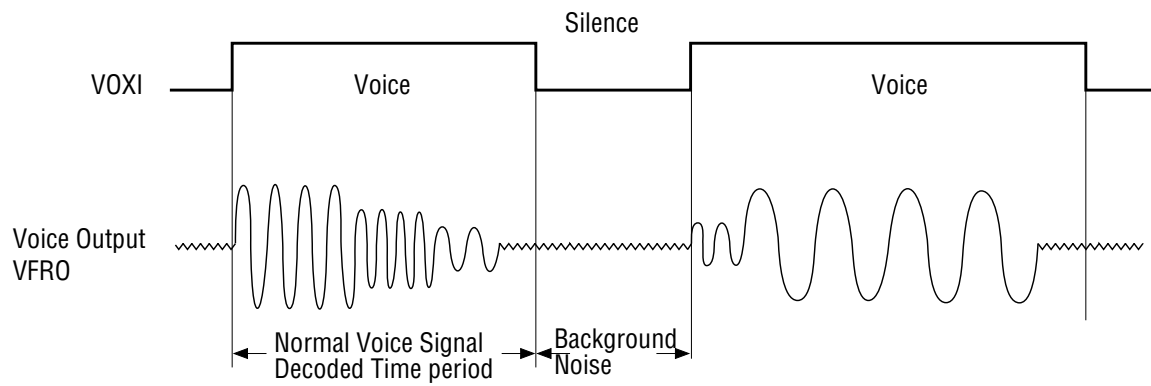 Silence
VOXI
Voice
Voice
Voice Output
VFRO
Normal Voice Signal
Decoded Time period
Background
Noise